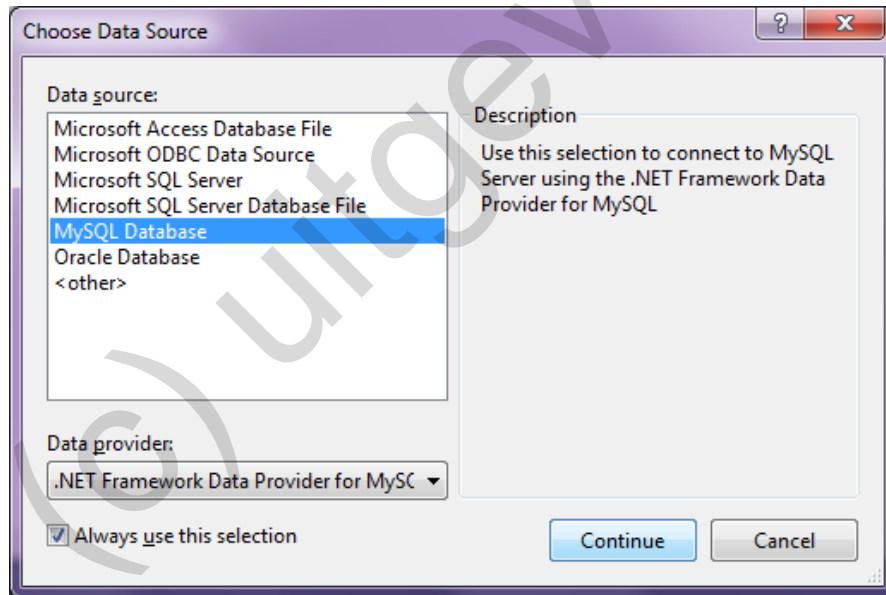 Choose Data Source
Data source:
Microsoft Access Database File
Microsoft ODBC Data Source
Microsoft SQL Server
Microsoft SQL Server Database File
MySQL Database
Oracle Database
<other>
Description
Use this selection to connect to MySQL
Server using the .NET Framework Data
Provider for MySQL
Data provider:
.NET Framework Data Provider for MySC
Always use this selection
Continue
Cancel
(c) uitgev